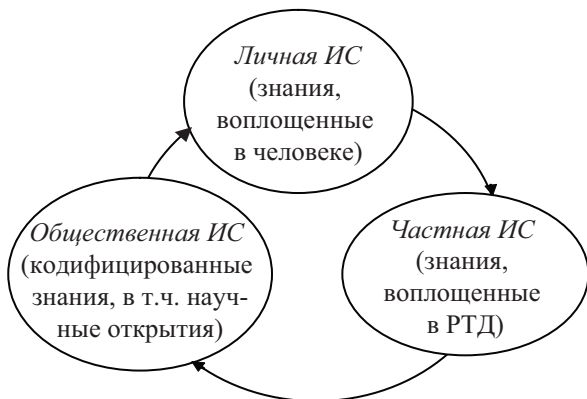 Личная ИС
(знания,
воплощенные
в человеке)
Общественная ИС
(кодифицированные
знания, в т.ч. науч-
ные открытия)
Частная ИС
(знания,
воплощенные
в РТД)